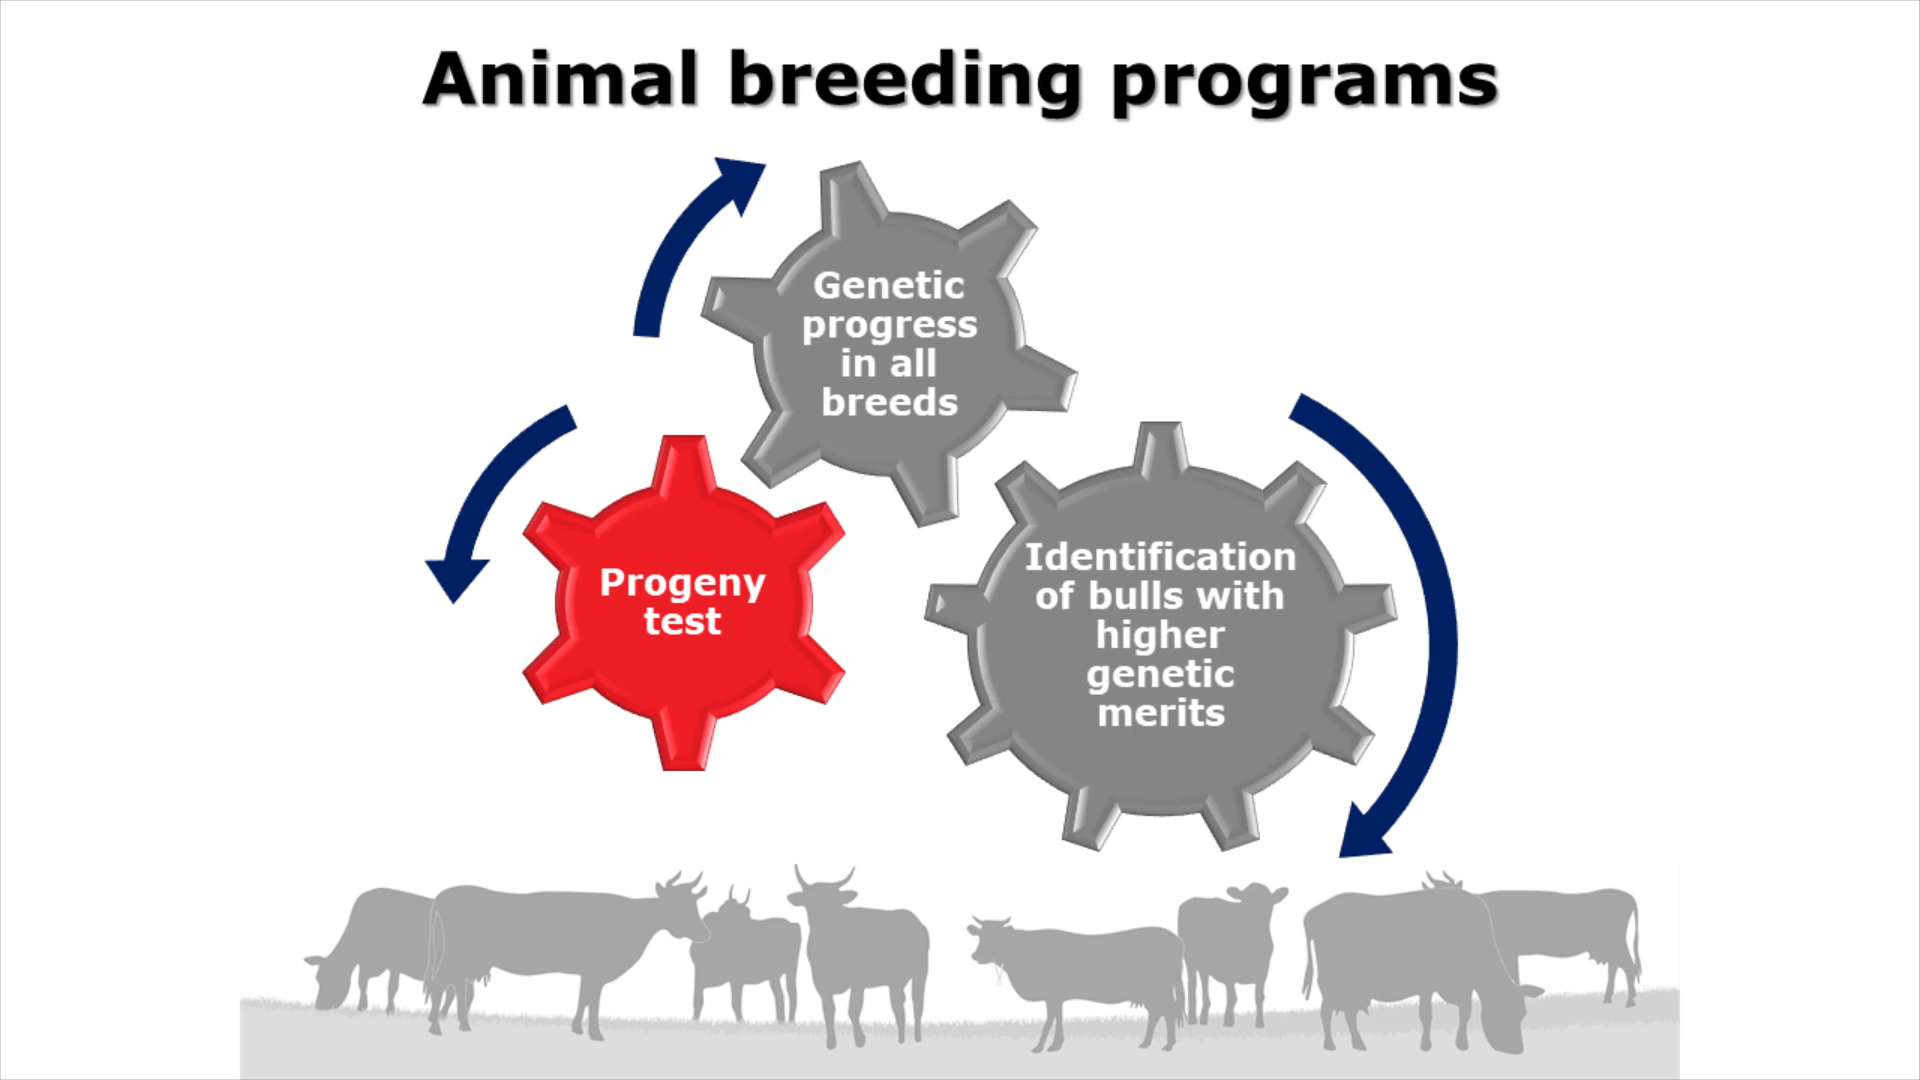 Animal breeding programs
Genetic
progress
in all
breeds
Progeny
test
Identification
of bulls with
higher
genetic
merits